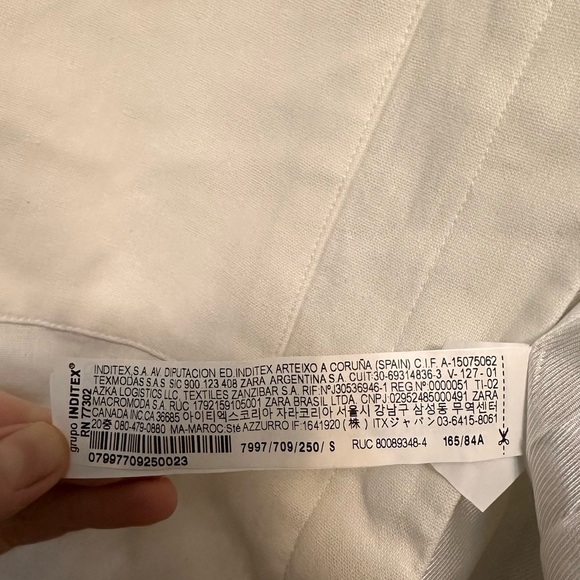 grupo INDITEX®
RN 77302
INDITEX,S.A. AV. DIPUTACION ED. INDITEX ARTEIXO A CORUÑA (SPAIN) C.I.F. A-15075062
TEXMODAS S.A.S. SIC 900 123 408 ZARA ARGENTINA S.A. CUIT:30-69314836-3 V-127-01
AZKA LOGISTICS LLC, TEXTILES ZANZIBAR S.A. RIF Nº J30536946-1 REG.Nº 0000051 TI-02
MACROMODA S.A. RUC 1792159105001 ZARA BRASIL LTDA. CNPJ:02952485000491 ZARA
CANADA INC.CA 36685 아이티엑스코리아 자라코리아 서울시 강남구 삼성동 무역센터
20층 080-479-0880 MA-MAROC:Sté AZZURRO IF 1641920 (株) ITXジャパン 03-6415-8061
7997/709/250/ S RUC 80089348-4 165/84A
07997709250023